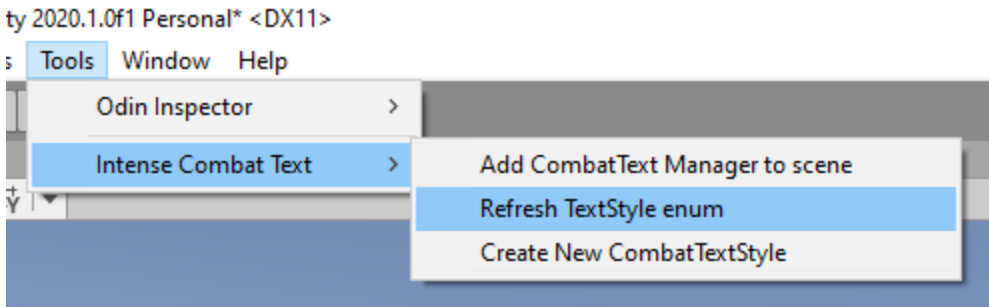 ty 2020.1.0f1 Personal* <DX11>
s Tools Window Help
Odin Inspector >
Intense Combat Text >
Add CombatText Manager to scene
Refresh TextStyle enum
Create New CombatTextStyle